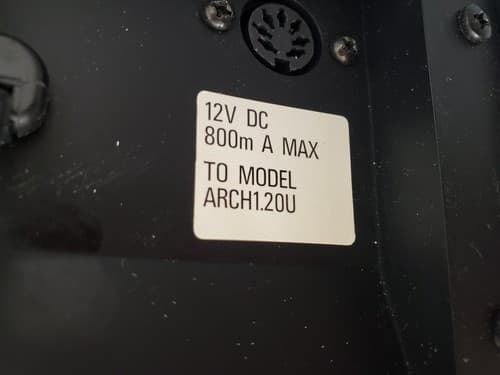 12V DC
800m A MAX
TO MODEL
ARCH1.20U